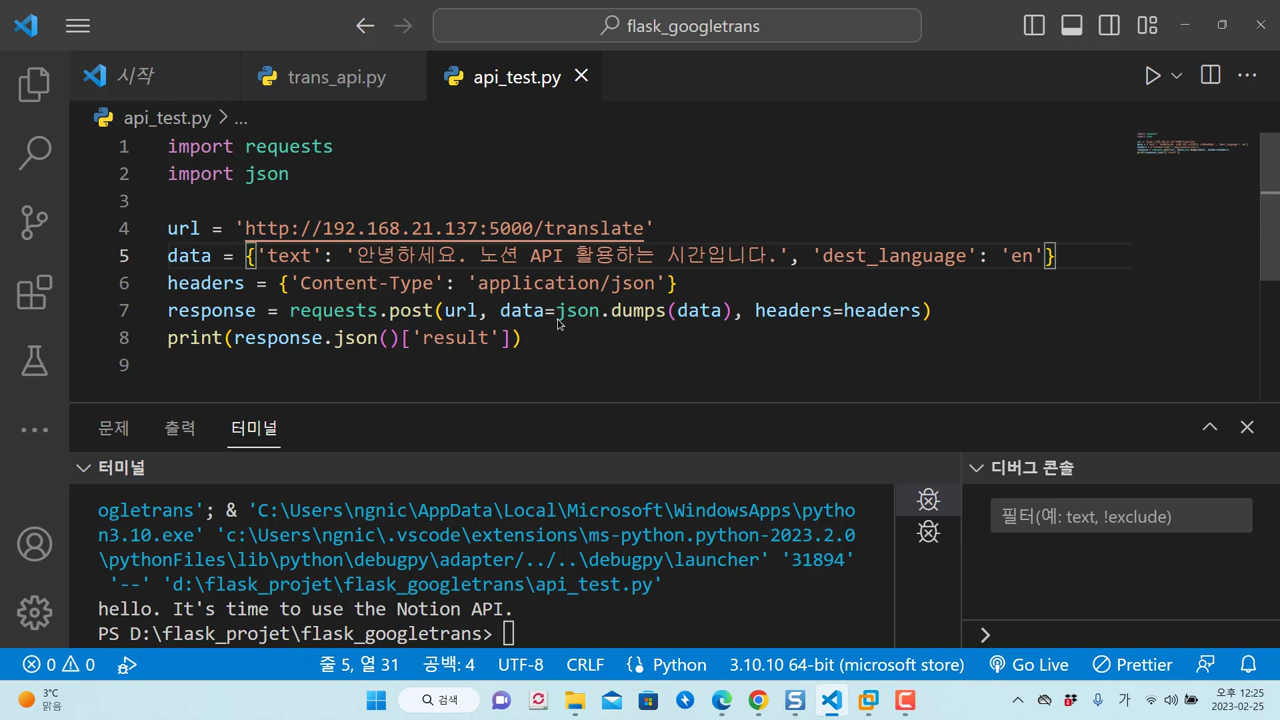 flask_googletrans
시작
trans_api.py
api_test.py
api_test.py > ...
1 import requests
2 import json
3
4 url = 'http://192.168.21.137:5000/translate'
5 data = {'text': '안녕하세요. 노션 API 활용하는 시간입니다.', 'dest_language': 'en'}
6 headers = {'Content-Type': 'application/json'}
7 response = requests.post(url, data=json.dumps(data), headers=headers)
8 print(response.json()['result'])
9
문제 출력 터미널
터미널
디버그 콘솔
필터(예: text, !exclude)
ogletrans'; & 'C:\Users\ngnic\AppData\Local\Microsoft\WindowsApps\pytho
n3.10.exe' 'c:\Users\ngnic\.vscode\extensions\ms-python.python-2023.2.0
\pythonFiles\lib\python\debugpy\adapter/../..\debugpy\launcher' '31894'
'--' 'd:\flask_projet\flask_googletrans\api_test.py'
hello. It's time to use the Notion API.
PS D:\flask_projet\flask_googletrans>
0 0 줄 5, 열 31 공백: 4 UTF-8 CRLF Python 3.10.10 64-bit (microsoft store) Go Live Prettier
3°C
맑음
검색
가
오후 12:25
2023-02-25